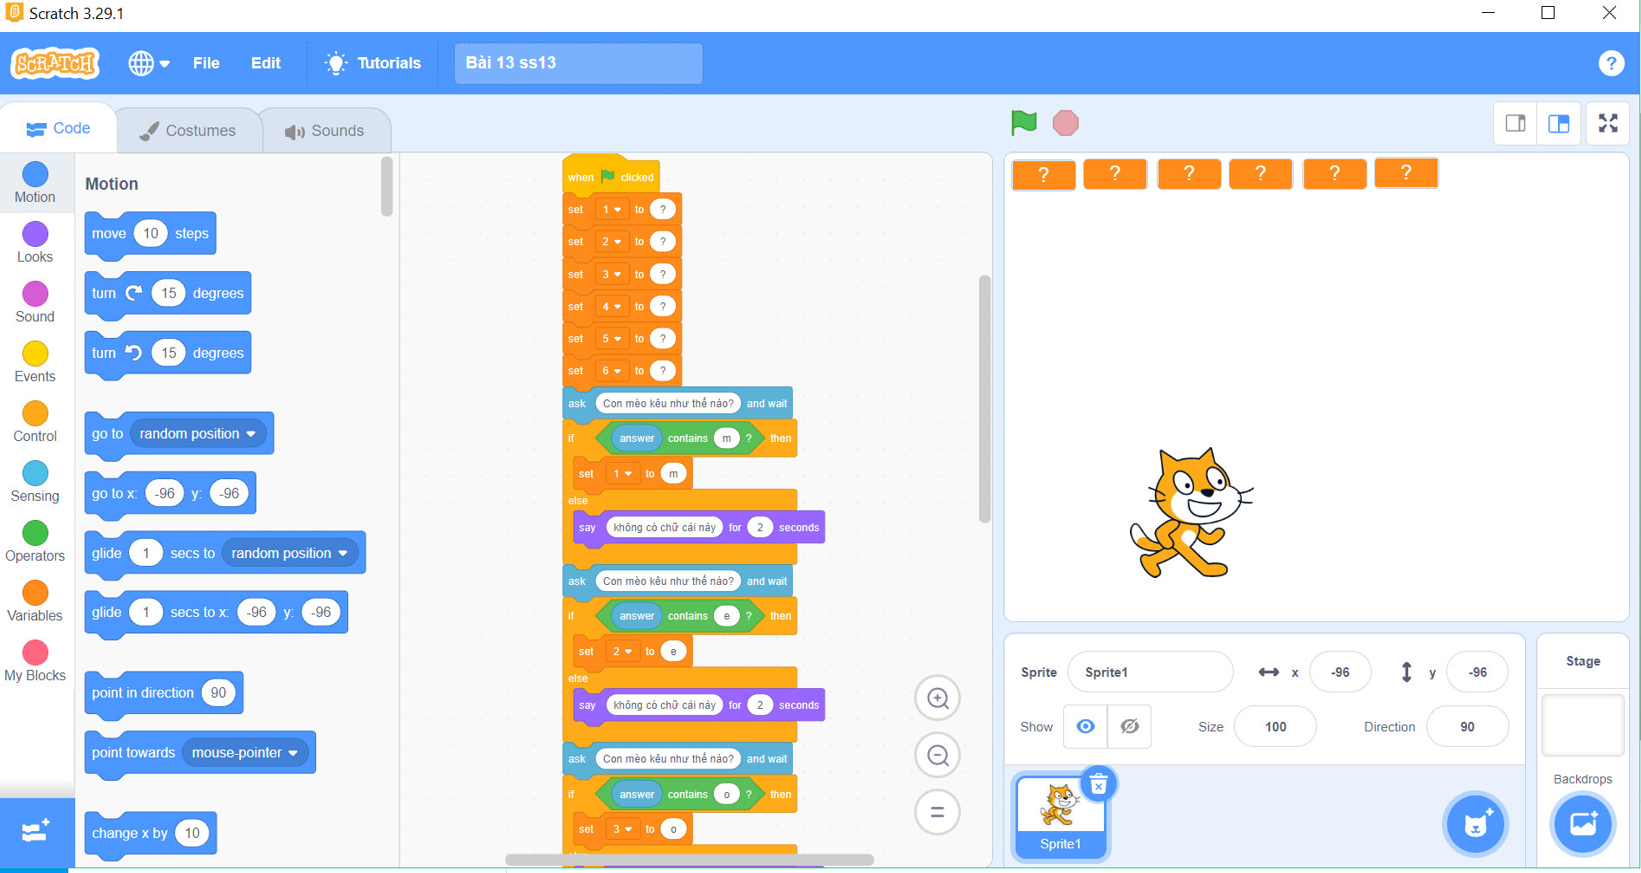 Scratch 3.29.1
SCRATCH
File
Edit
Tutorials
Bài 13 ss13
?
Code
Costumes
Sounds
Motion
Looks
Sound
Events
Control
Sensing
Operators
Variables
My Blocks
Motion
move 10 steps
turn 15 degrees
turn 15 degrees
go to random position
go to x: -96 y: -96
glide 1 secs to random position
glide 1 secs to x: -96 y: -96
point in direction 90
point towards mouse-pointer
change x by 10
when clicked
set 1 to ?
set 2 to ?
set 3 to ?
set 4 to ?
set 5 to ?
set 6 to ?
ask Con mèo kêu như thế nào? and wait
if answer contains m ? then
set 1 to m
else
say không có chữ cái này for 2 seconds
ask Con mèo kêu như thế nào? and wait
if answer contains e ? then
set 2 to e
else
say không có chữ cái này for 2 seconds
ask Con mèo kêu như thế nào? and wait
if answer contains o ? then
set 3 to o
=
? ? ? ? ? ?
Sprite Sprite1 x -96 y -96
Show Size 100 Direction 90
Sprite1
Stage
Backdrops